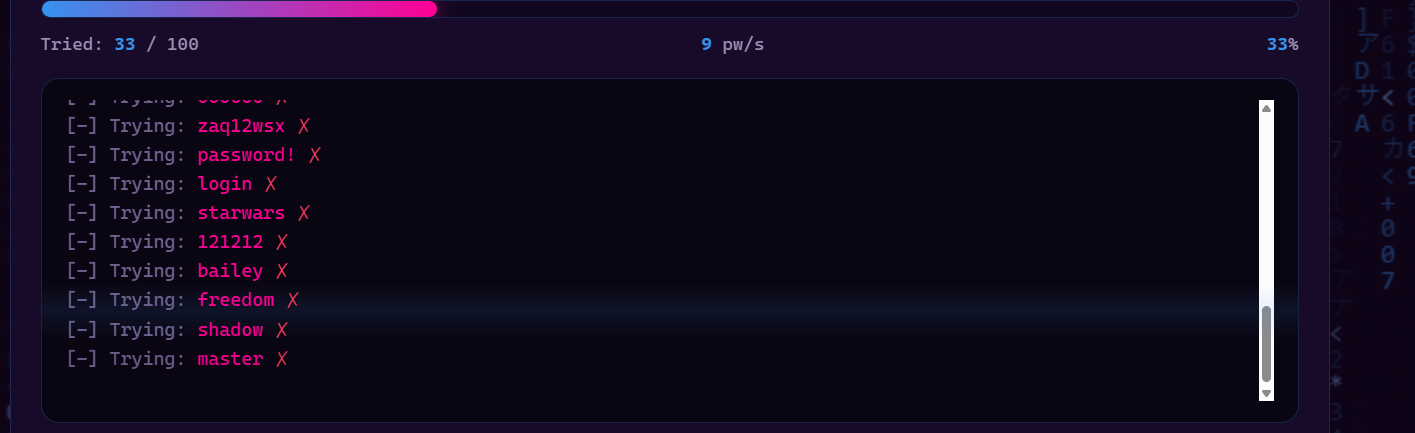 Tried: 33 / 100
9 pw/s
33%
[-] Trying: zaq12wsx ✗
[-] Trying: password! ✗
[-] Trying: login ✗
[-] Trying: starwars ✗
[-] Trying: 121212 ✗
[-] Trying: bailey ✗
[-] Trying: freedom ✗
[-] Trying: shadow ✗
[-] Trying: master ✗